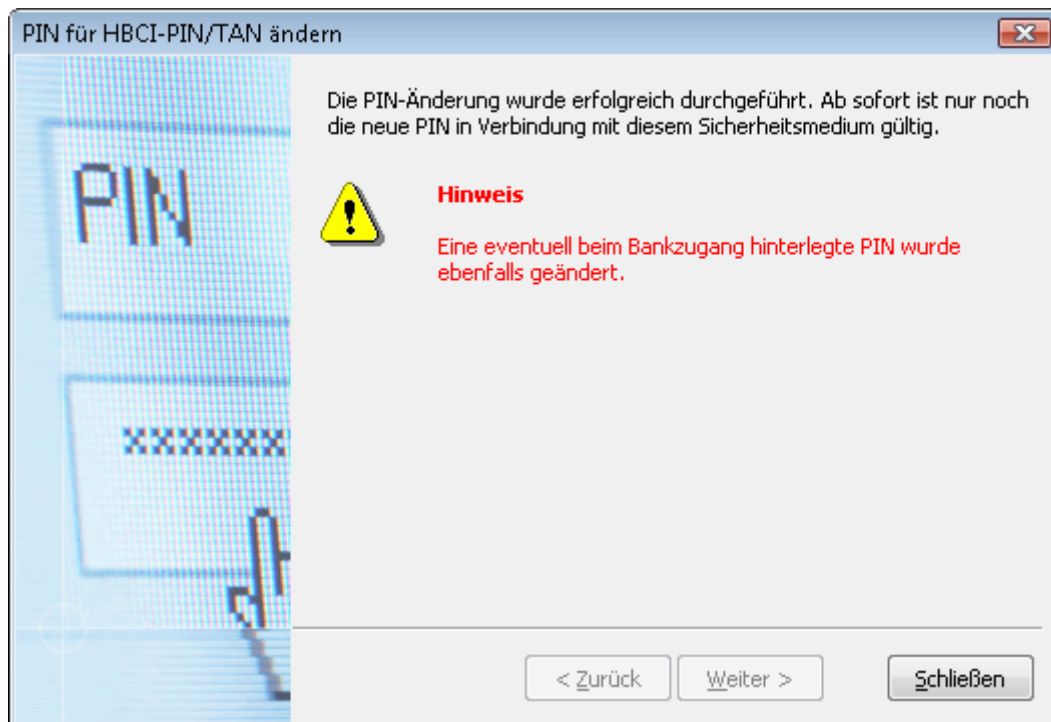 PIN für HBCI-PIN/TAN ändern
Die PIN-Änderung wurde erfolgreich durchgeführt. Ab sofort ist nur noch
die neue PIN in Verbindung mit diesem Sicherheitsmedium gültig.
Hinweis
Eine eventuell beim Bankzugang hinterlegte PIN wurde
ebenfalls geändert.
PIN
xxxxxxx
< Zurück
Weiter >
Schließen